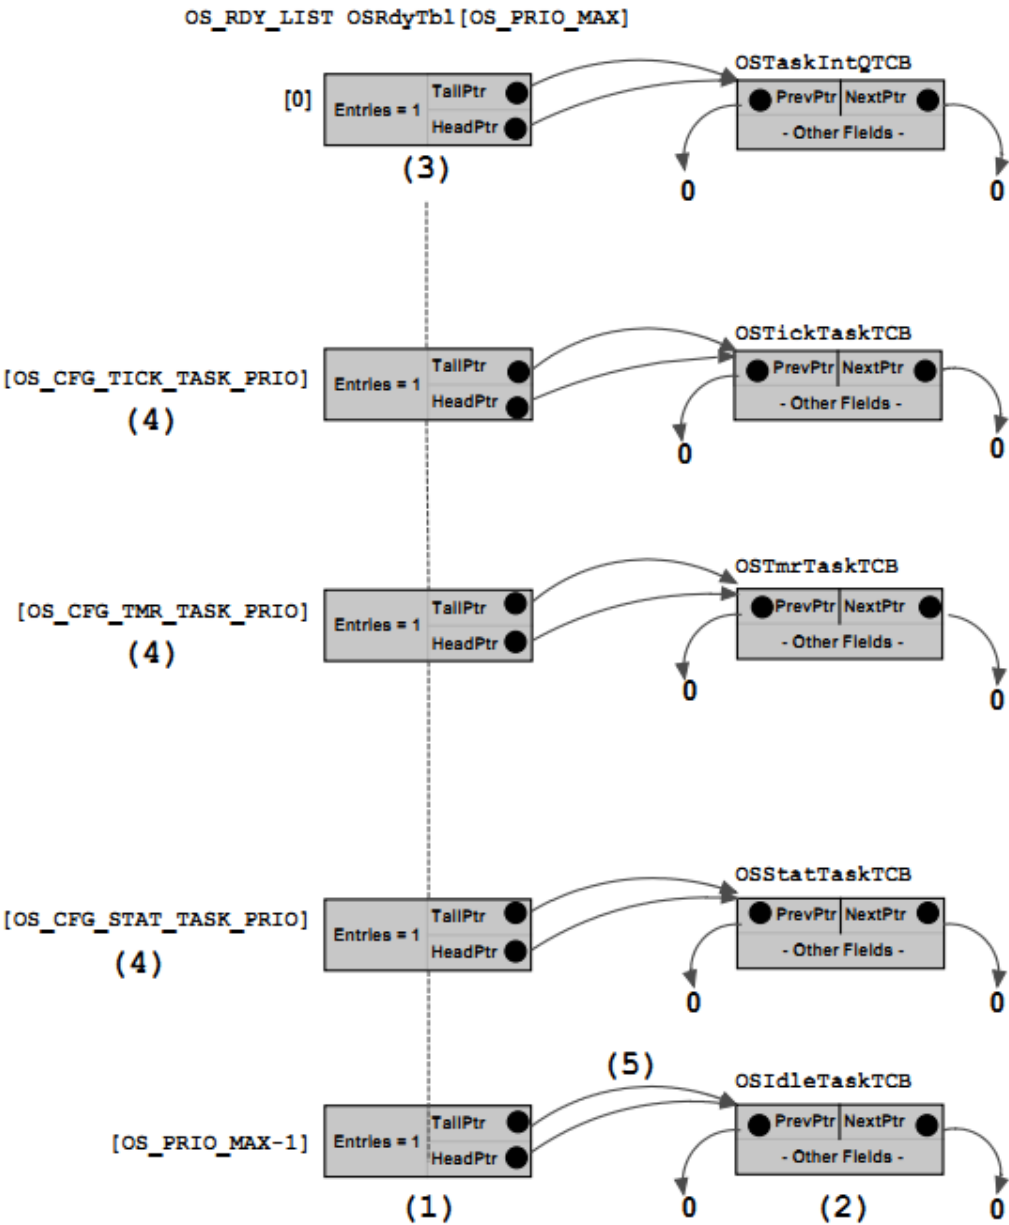 OS_RDY_LIST OSRdyTbl[OS_PRIO_MAX]
OSTaskIntQTCB
[0]
Entries = 1
TailPtr
HeadPtr
PrevPtr NextPtr
- Other Fields -
(3)
0
0
OSTickTaskTCB
[OS_CFG_TICK_TASK_PRIO]
(4)
Entries = 1
TailPtr
HeadPtr
PrevPtr NextPtr
- Other Fields -
0
0
OSTmrTaskTCB
[OS_CFG_TMR_TASK_PRIO]
(4)
Entries = 1
TailPtr
HeadPtr
PrevPtr NextPtr
- Other Fields -
0
0
OSStatTaskTCB
[OS_CFG_STAT_TASK_PRIO]
(4)
Entries = 1
TailPtr
HeadPtr
PrevPtr NextPtr
- Other Fields -
0
0
(5)
OSIdleTaskTCB
[OS_PRIO_MAX-1]
Entries = 1
TailPtr
HeadPtr
PrevPtr NextPtr
- Other Fields -
(1)
0
(2)
0